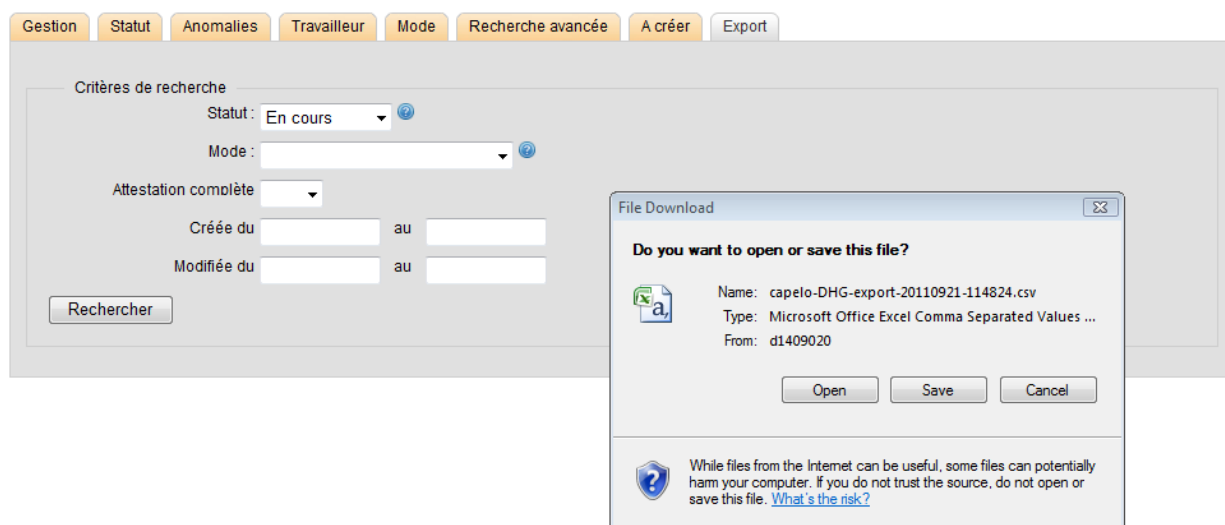 Gestion Statut Anomalies Travailleur Mode Recherche avancée A créer Export
Critères de recherche
Statut : En cours
Mode :
Attestation complète
Créée du au
Modifiée du au
Rechercher
File Download
Do you want to open or save this file?
Name: capelo-DHG-export-20110921-114824.csv
Type: Microsoft Office Excel Comma Separated Values ...
From: d1409020
Open Save Cancel
While files from the Internet can be useful, some files can potentially
harm your computer. If you do not trust the source, do not open or
save this file. What's the risk?